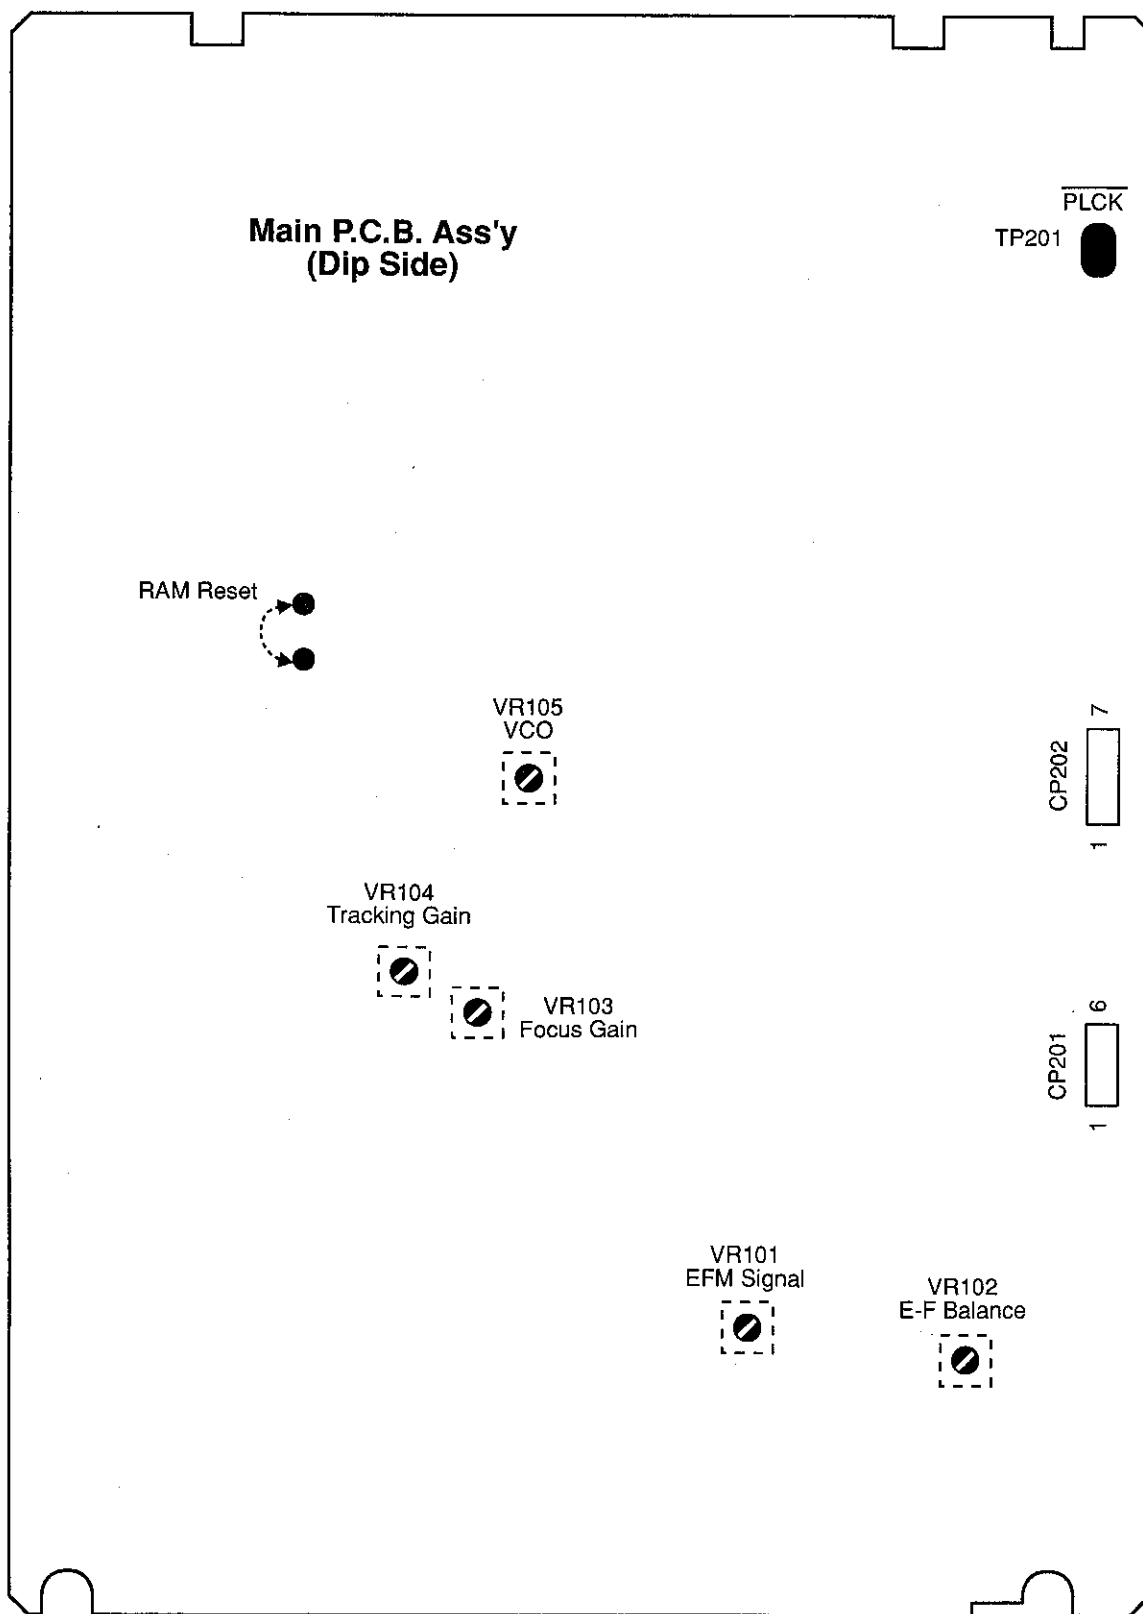 PLCK
TP201
Main P.C.B. Ass'y
(Dip Side)
RAM Reset
VR105
VCO
7
CP202
1
VR104
Tracking Gain
VR103
Focus Gain
6
CP201
1
VR101
EFM Signal
VR102
E-F Balance